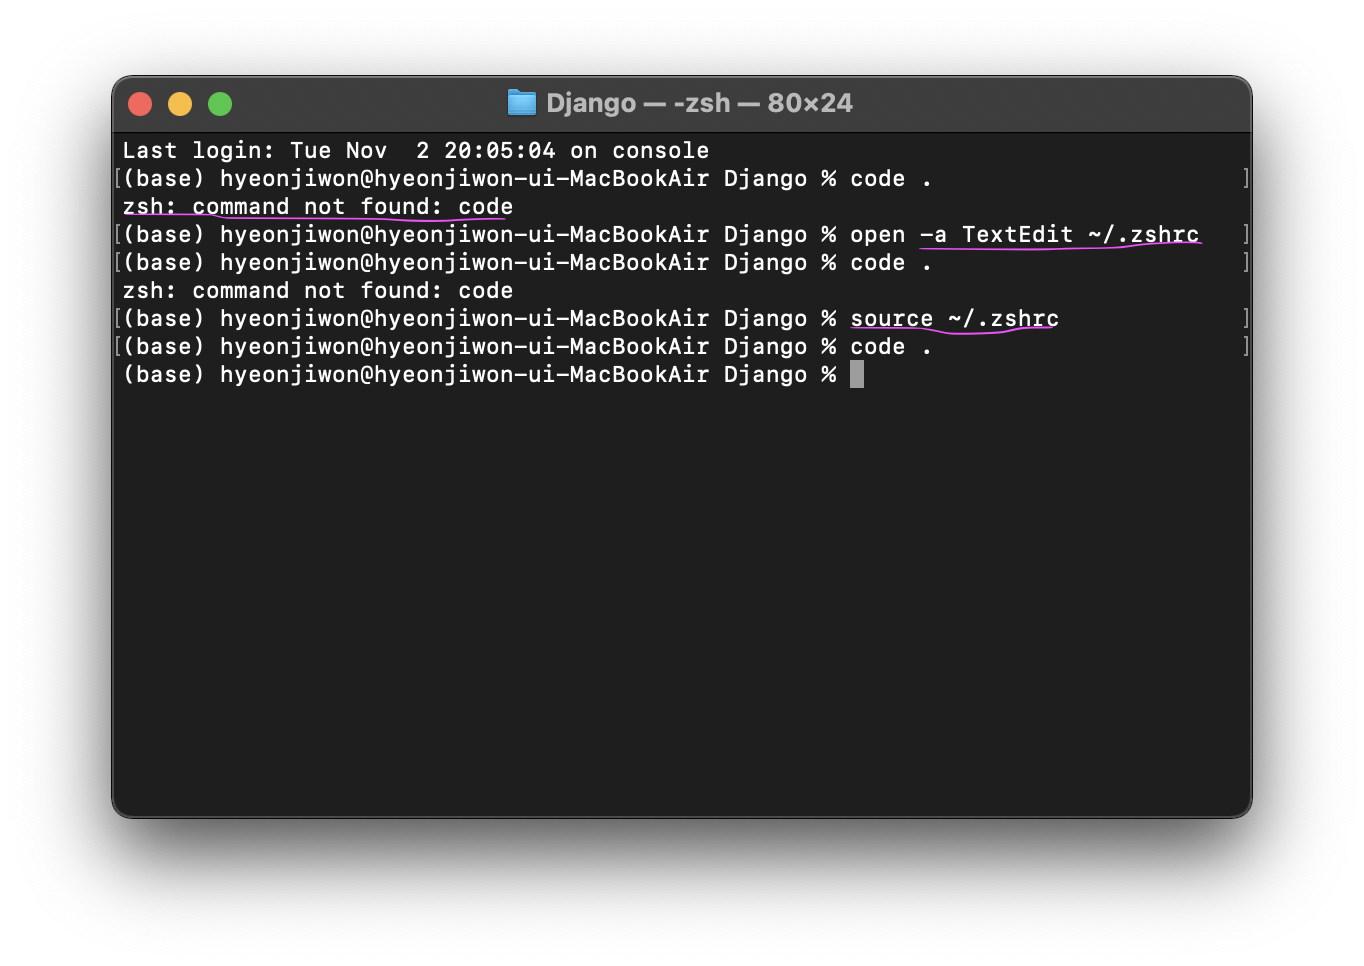 Django — -zsh — 80×24
Last login: Tue Nov  2 20:05:04 on console
[(base) hyeonjiwon@hyeonjiwon-ui-MacBookAir Django % code .                      ]
zsh: command not found: code
[(base) hyeonjiwon@hyeonjiwon-ui-MacBookAir Django % open -a TextEdit ~/.zshrc   ]
[(base) hyeonjiwon@hyeonjiwon-ui-MacBookAir Django % code .                      ]
zsh: command not found: code
[(base) hyeonjiwon@hyeonjiwon-ui-MacBookAir Django % source ~/.zshrc             ]
[(base) hyeonjiwon@hyeonjiwon-ui-MacBookAir Django % code .                      ]
(base) hyeonjiwon@hyeonjiwon-ui-MacBookAir Django %